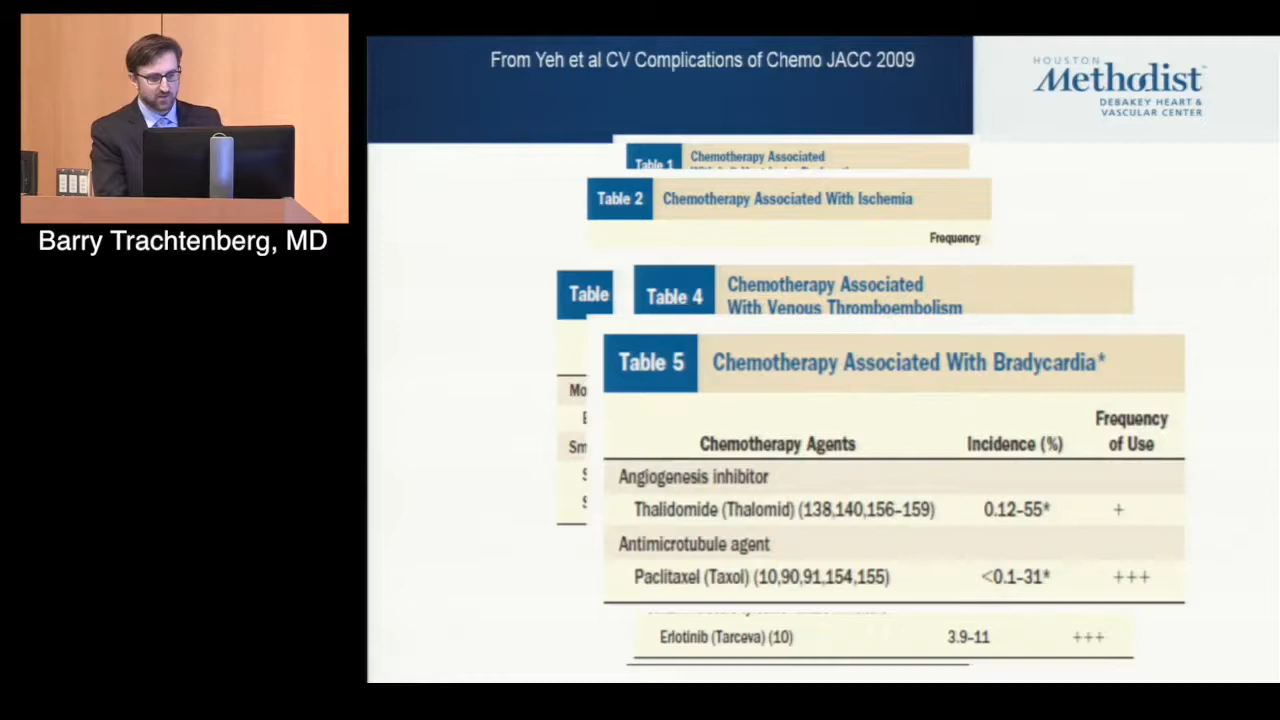 From Yeh et al CV Complications of Chemo JACC 2009
HOUSTON
Methodist
DEBAKEY HEART &
VASCULAR CENTER
Barry Trachtenberg, MD
Table 1 Chemotherapy Associated
Table 2 Chemotherapy Associated With Ischemia
Frequency
Table
Table 4 Chemotherapy Associated
With Venous Thromboembolism
Mo
Sm
Table 5 Chemotherapy Associated With Bradycardia*
Chemotherapy Agents Incidence (%) Frequency
of Use
Angiogenesis inhibitor
Thalidomide (Thalomid) (138,140,156–159) 0.12–55* +
Antimicrotubule agent
Paclitaxel (Taxol) (10,90,91,154,155) <0.1–31* +++
Erlotinib (Tarceva) (10) 3.9–11 +++